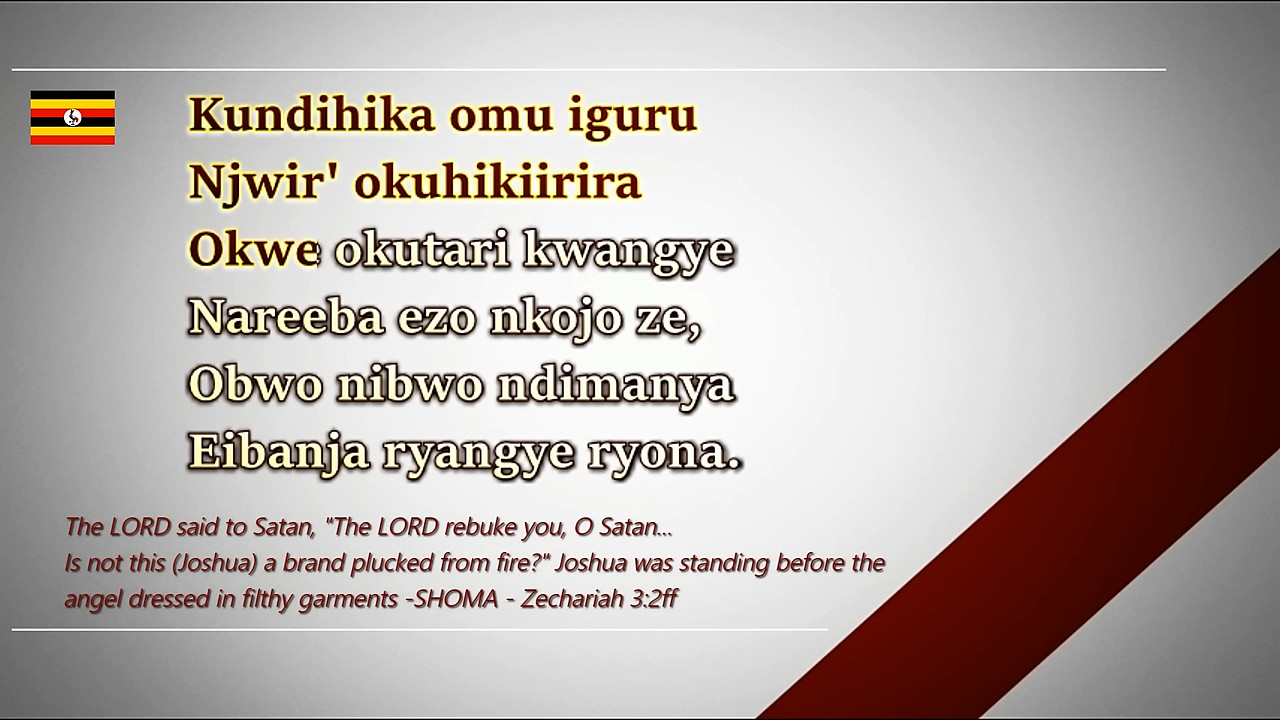 Kundihika omu iguru
Njwir' okuhikiirira
Okwe okutari kwangye
Nareeba ezo nkojo ze,
Obwo nibwo ndimanya
Eibanja ryangye ryona.
The LORD said to Satan, "The LORD rebuke you, O Satan...
Is not this (Joshua) a brand plucked from fire?" Joshua was standing before the
angel dressed in filthy garments -SHOMA - Zechariah 3:2ff